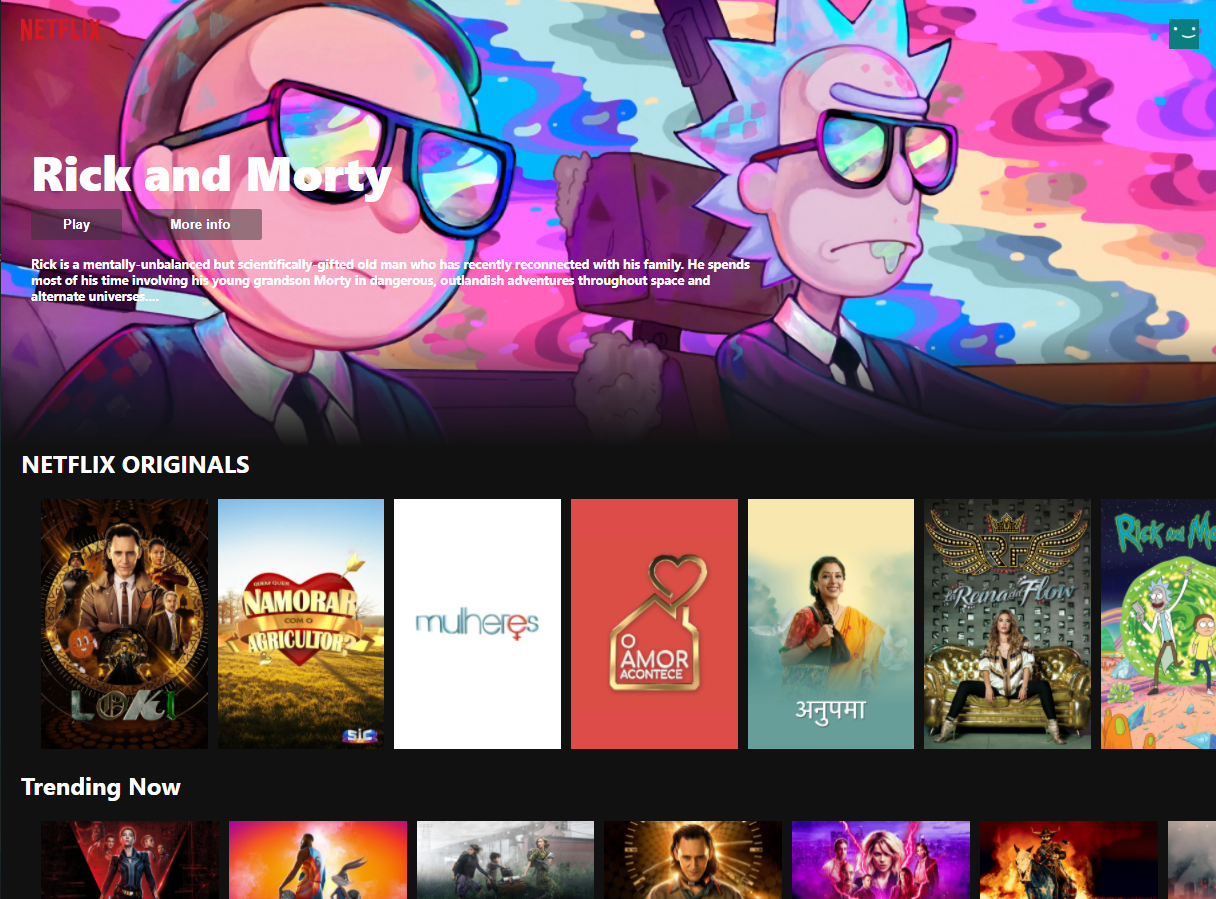 NETFLIX
Rick and Morty
Play
More info
Rick is a mentally-unbalanced but scientifically-gifted old man who has recently reconnected with his family. He spends
most of his time involving his young grandson Morty in dangerous, outlandish adventures throughout space and
alternate universes....
NETFLIX ORIGINALS
LOKI
QUEM QUER
NAMORAR
COM O
AGRICULTOR?
SIC
mulheres
O
AMOR
ACONTECE
अनुपमा
RF
La Reina del Flow
Rick and Mo
Trending Now